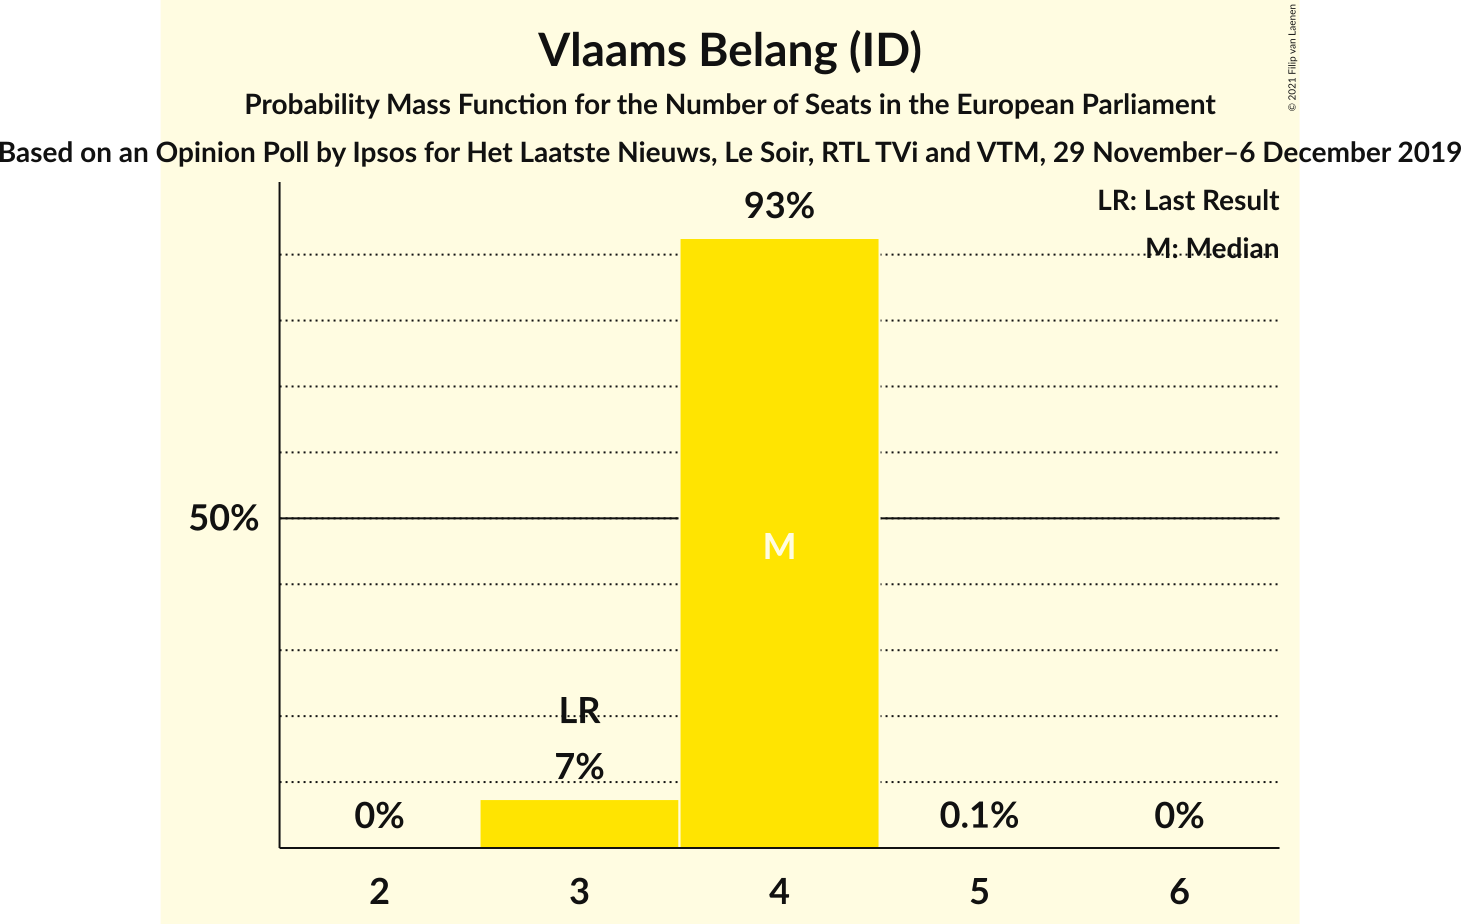 Vlaams Belang (ID)
Probability Mass Function for the Number of Seats in the European Parliament
Based on an Opinion Poll by Ipsos for Het Laatste Nieuws, Le Soir, RTL TVi and VTM, 29 November–6 December 2019
© 2021 Filip van Laenen
LR: Last Result
M: Median
93%
50%
M
LR
7%
0%
0.1%
0%
2 3 4 5 6